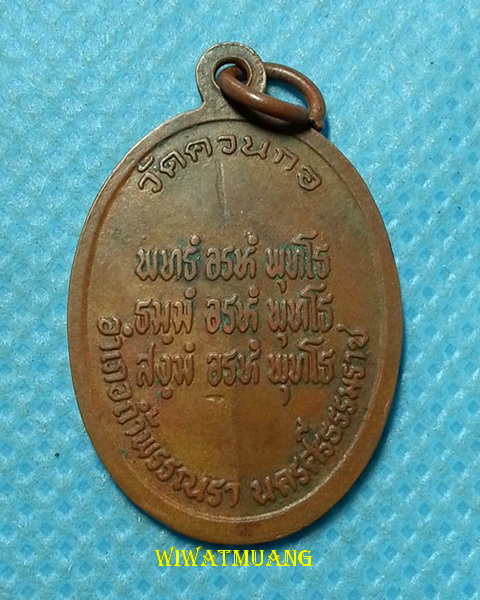 วัดควนกอ
พทธํ อรหํ พุทโธ
ธมฺมํ อรหํ พุทโธ
สงฺฆํ อรหํ พุทโธ
อำเภอถ้ำพรรณรา นครศรีธรรมราช
WIWATMUANG